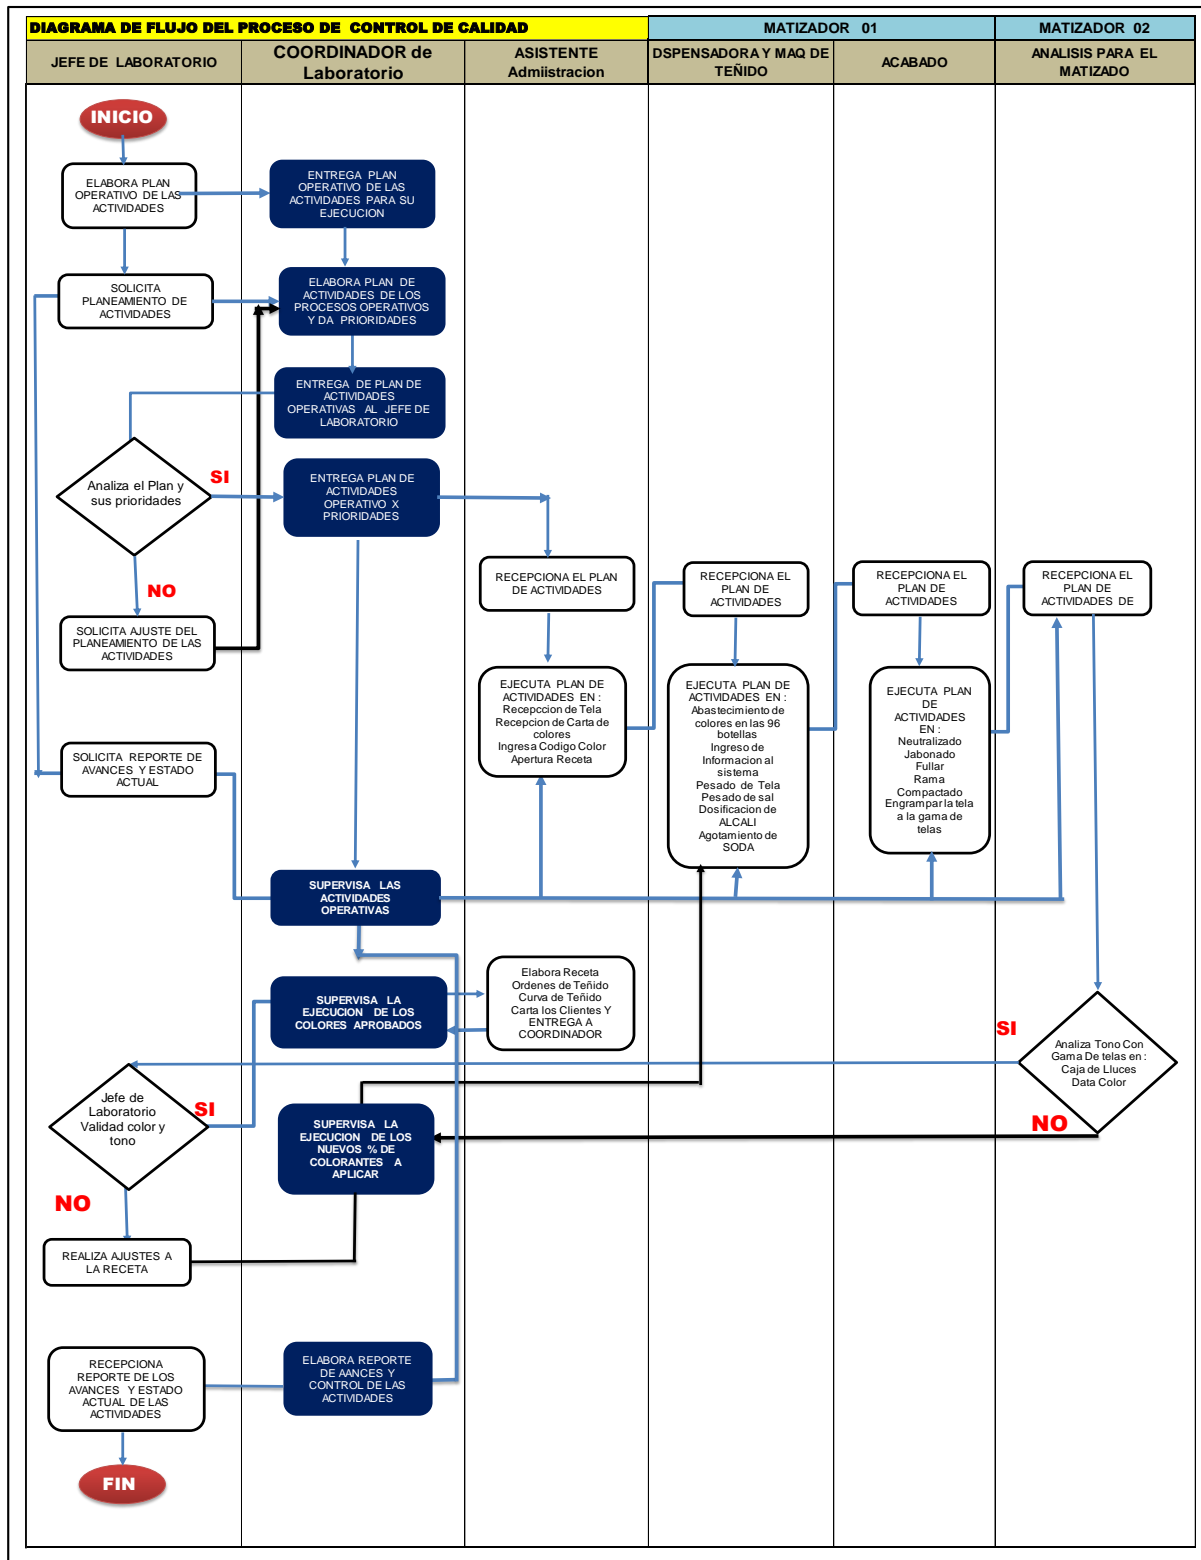 DIAGRAMA DE FLUJO DEL PROCESO DE CONTROL DE CALIDAD
MATIZADOR 01
MATIZADOR 02
JEFE DE LABORATORIO
COORDINADOR de
Laboratorio
ASISTENTE
Admiistracion
DSPENSADORA Y MAQ DE
TEÑIDO
ACABADO
ANALISIS PARA EL
MATIZADO
INICIO
ELABORA PLAN
OPERATIVO DE LAS
ACTIVIDADES
ENTREGA PLAN
OPERATIVO DE LAS
ACTIVIDADES PARA SU
EJECUCION
SOLICITA
PLANEAMIENTO DE
ACTIVIDADES
ELABORA PLAN DE
ACTIVIDADES DE LOS
PROCESOS OPERATIVOS
Y DA PRIORIDADES
ENTREGA DE PLAN DE
ACTIVIDADES
OPERATIVAS AL JEFE DE
LABORATORIO
Analiza el Plan y
sus prioridades
SI
NO
ENTREGA PLAN DE
ACTIVIDADES
OPERATIVO X
PRIORIDADES
RECEPCIONA EL PLAN
DE ACTIVIDADES
RECEPCIONA EL
PLAN DE
ACTIVIDADES
RECEPCIONA EL
PLAN DE
ACTIVIDADES
RECEPCIONA EL
PLAN DE
ACTIVIDADES DE
SOLICITA AJUSTE DEL
PLANEAMIENTO DE LAS
ACTIVIDADES
EJECUTA PLAN DE
ACTIVIDADES EN :
Recepccion de Tela
Recepcion de Carta de
colores
Ingresa Codigo Color
Apertura Receta
EJECUTA PLAN DE
ACTIVIDADES EN :
Abastecimiento de
colores en las 96
botellas
Ingreso de
Informacion al
sistema
Pesado de Tela
Pesado de sal
Dosificacion de
ALCALI
Agotamiento de
SODA
EJECUTA PLAN
DE
ACTIVIDADES
EN :
Neutralizado
Jabonado
Fullar
Rama
Compactado
Engrampar la tela
a la gama de
telas
SOLICITA REPORTE DE
AVANCES Y ESTADO
ACTUAL
SUPERVISA LAS
ACTIVIDADES
OPERATIVAS
SUPERVISA LA
EJECUCION DE LOS
COLORES APROBADOS
Elabora Receta
Ordenes de Teñido
Curva de Teñido
Carta los Clientes Y
ENTREGA A
COORDINADOR
SI
Analiza Tono Con
Gama De telas en :
Caja de Lluces
Data Color
NO
Jefe de
Laboratorio
Validad color y
tono
SI
NO
SUPERVISA LA
EJECUCION DE LOS
NUEVOS % DE
COLORANTES A
APLICAR
REALIZA AJUSTES A
LA RECETA
RECEPCIONA
REPORTE DE LOS
AVANCES Y ESTADO
ACTUAL DE LAS
ACTIVIDADES
ELABORA REPORTE
DE AANCES Y
CONTROL DE LAS
ACTIVIDADES
FIN